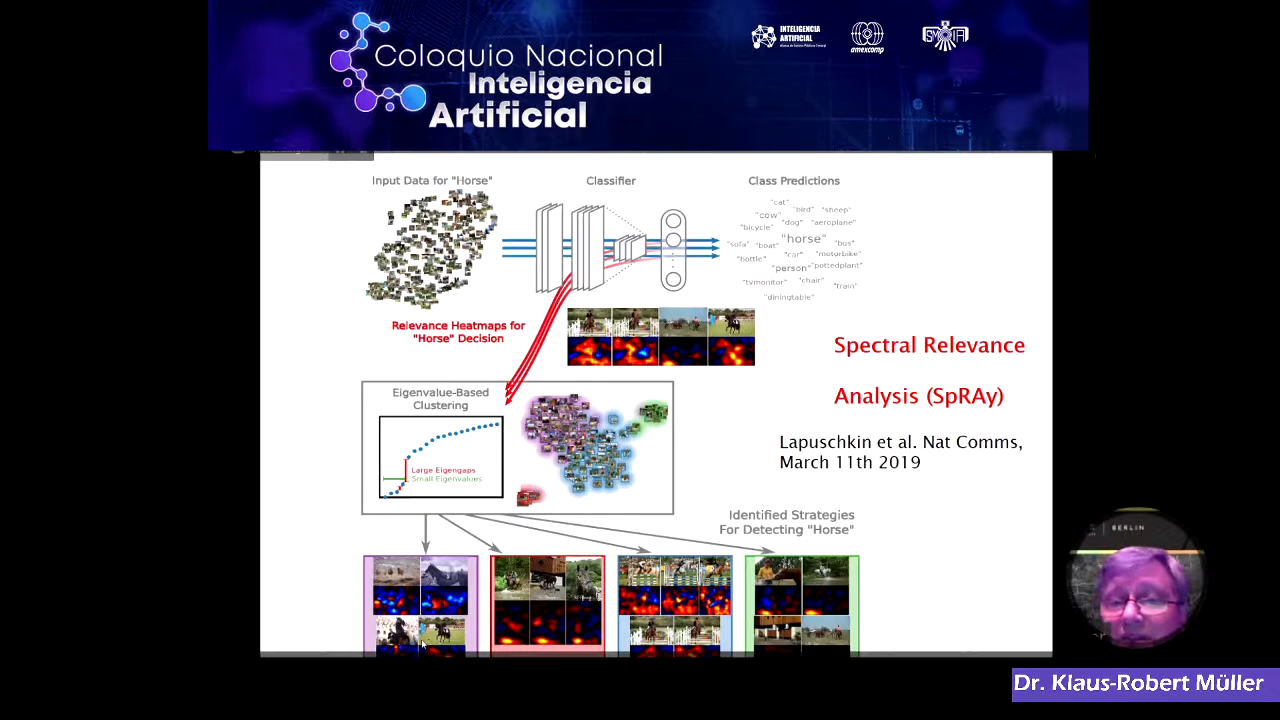 Coloquio Nacional
Inteligencia
Artificial
INTELIGENCIA
ARTIFICIAL
amexcomp
SMIA
Input Data for "Horse"
Classifier
Class Predictions
"cat"
"bird" "sheep"
"cow"
"dog" "aeroplane"
"bicycle"
"horse"
"sofa" "boat" "bus"
"car" "motorbike"
"bottle"
"person" "pottedplant"
"tvmonitor" "chair" "train"
"diningtable"
Relevance Heatmaps for
"Horse" Decision
Spectral Relevance
Analysis (SpRAy)
Eigenvalue-Based
Clustering
Large Eigengaps
Small Eigenvalues
Lapuschkin et al. Nat Comms,
March 11th 2019
Identified Strategies
For Detecting "Horse"
BERLIN
Dr. Klaus-Robert Müller